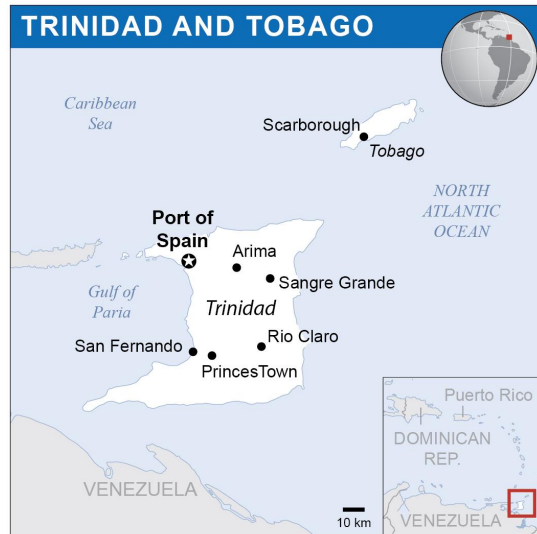 TRINIDAD AND TOBAGO
Caribbean
Sea
Scarborough
Tobago
NORTH
ATLANTIC
OCEAN
Port of
Spain
Arima
Sangre Grande
Gulf of
Paria
Trinidad
Rio Claro
San Fernando
PrincesTown
VENEZUELA
10 km
Puerto Rico
DOMINICAN
REP.
VENEZUELA